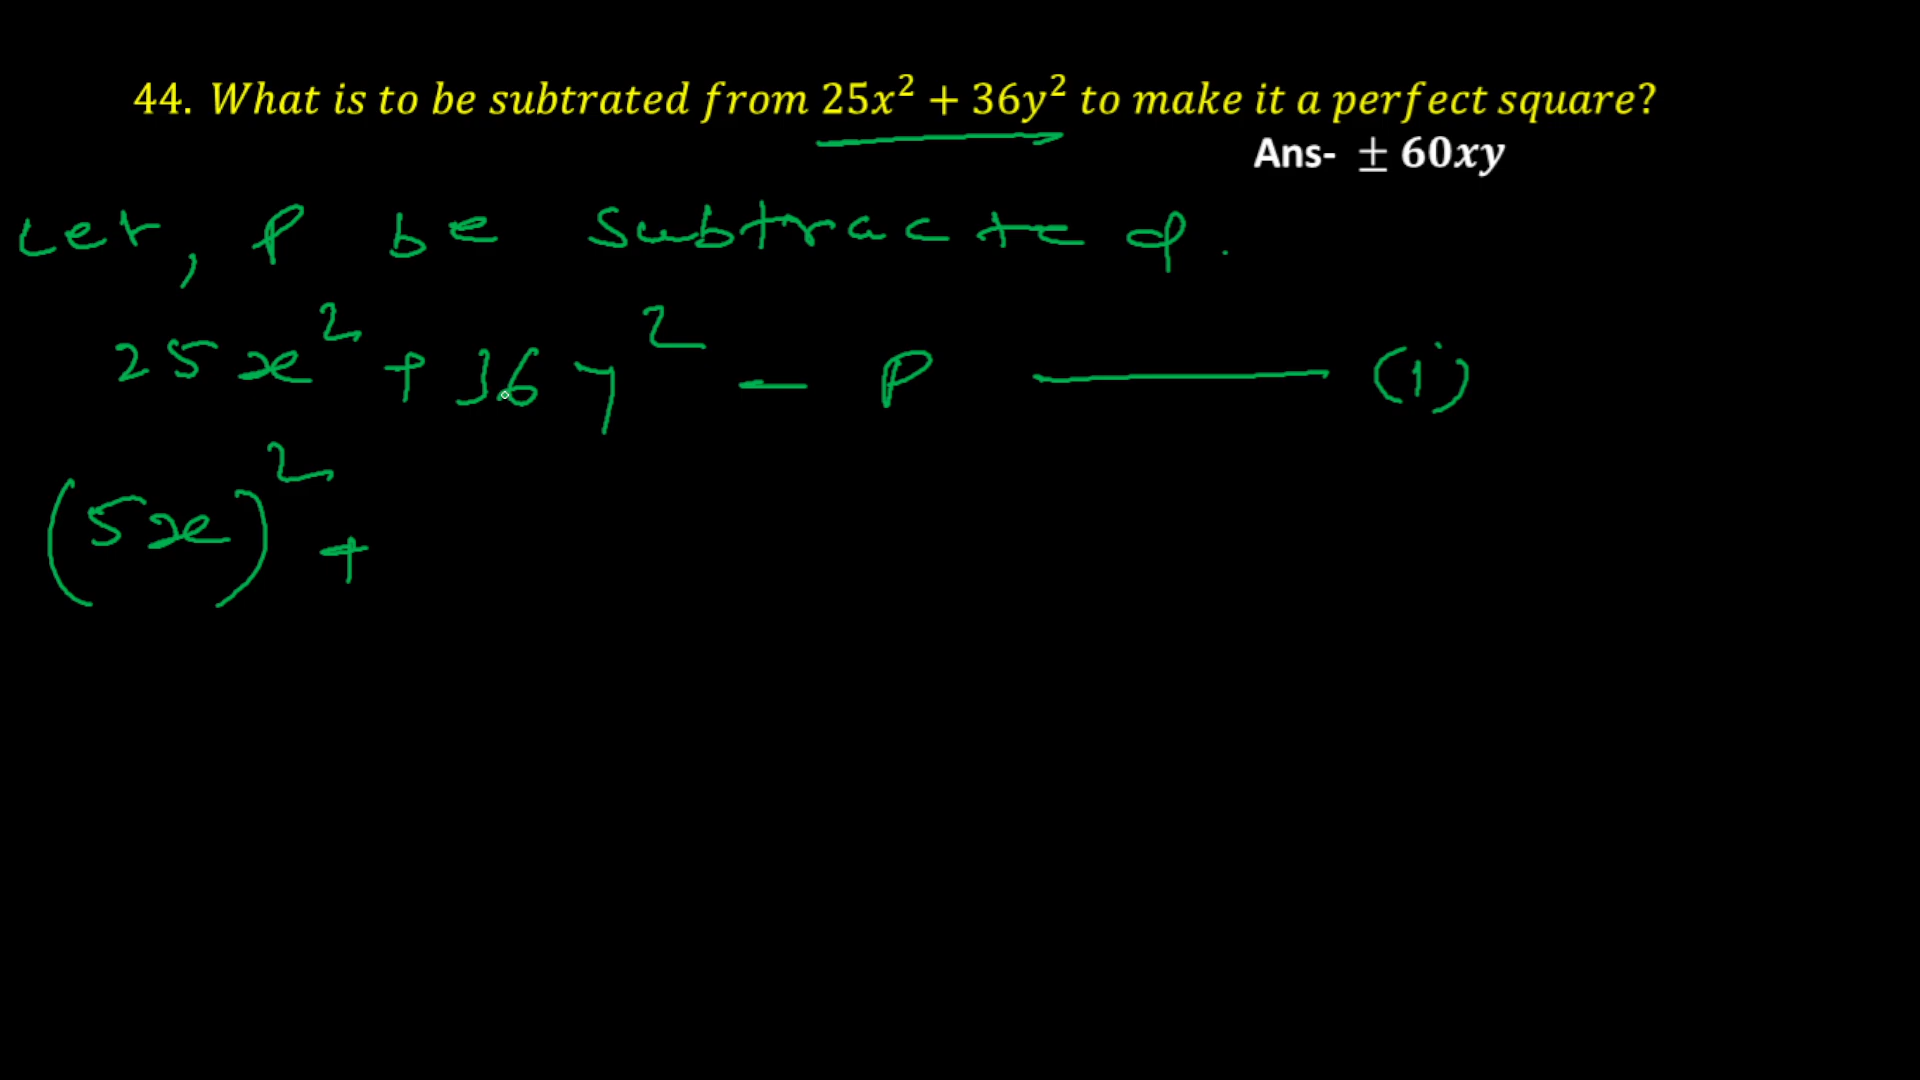 44. What is to be subtrated from 25x² + 36y² to make it a perfect square?
Ans- ± 60xy
Let, P be subtracted.
25x² + 36y² - P ——— (i)
(5x)² +